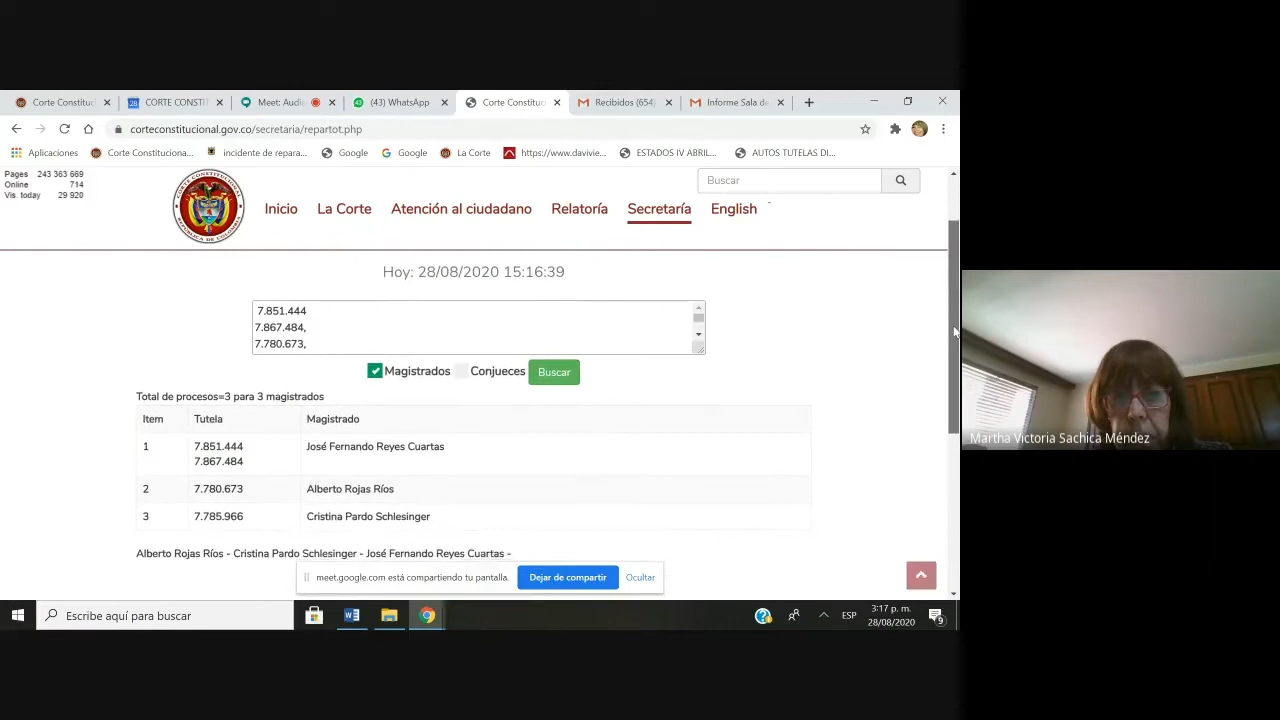 Corte Constituc
CORTE CONSTI
Meet: Audi
(43) WhatsApp
Corte Constituc
Recibidos (654)
Informe Sala de
corteconstitucional.gov.co/secretaria/repartot.php
Aplicaciones
Corte Constituciona...
incidente de repara...
Google
Google
La Corte
https://www.davivie...
ESTADOS IV ABRIL...
AUTOS TUTELAS DI...
Pages 243 363 669
Online 714
Vis. today 29 920
Buscar
Inicio
La Corte
Atención al ciudadano
Relatoría
Secretaría
English
Hoy: 28/08/2020 15:16:39
7.851.444
7.867.484,
7.780.673,
Magistrados Conjueces Buscar
Total de procesos=3 para 3 magistrados
Item Tutela Magistrado
1 7.851.444 José Fernando Reyes Cuartas
7.867.484
2 7.780.673 Alberto Rojas Ríos
3 7.785.966 Cristina Pardo Schlesinger
Alberto Rojas Ríos - Cristina Pardo Schlesinger - José Fernando Reyes Cuartas -
meet.google.com está compartiendo tu pantalla. Dejar de compartir Ocultar
Escribe aquí para buscar
ESP
3:17 p. m.
28/08/2020
9
Martha Victoria Sachica Méndez